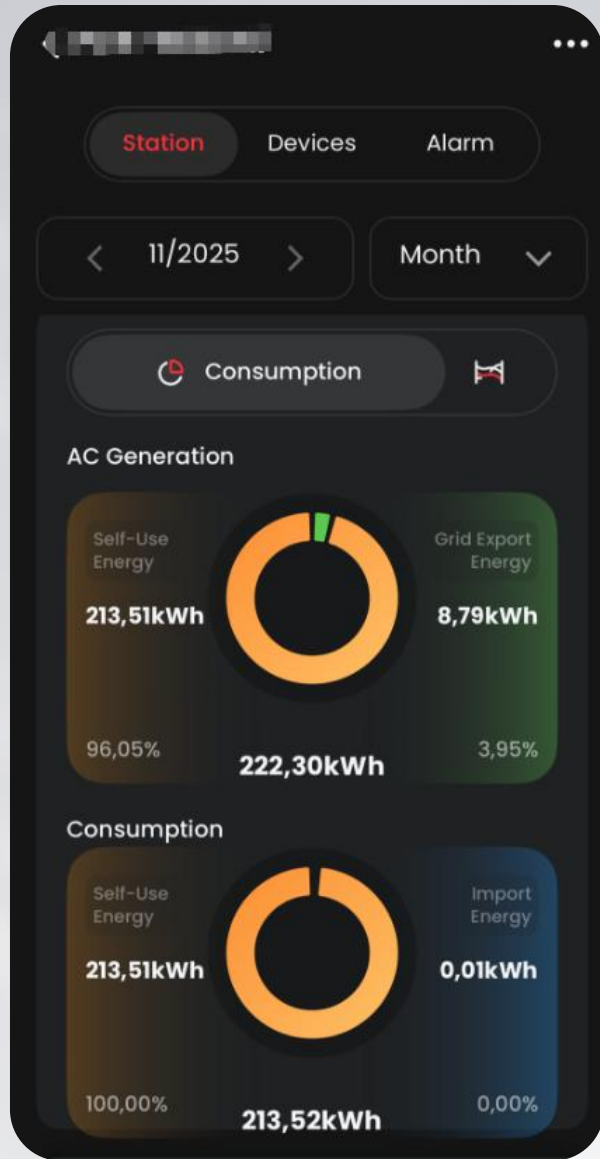 Station Devices Alarm
11/2025 Month
Consumption
AC Generation
Self-Use
Energy
Grid Export
Energy
213,51kWh
8,79kWh
96,05%
3,95%
222,30kWh
Consumption
Self-Use
Energy
Import
Energy
213,51kWh
0,01kWh
100,00%
0,00%
213,52kWh